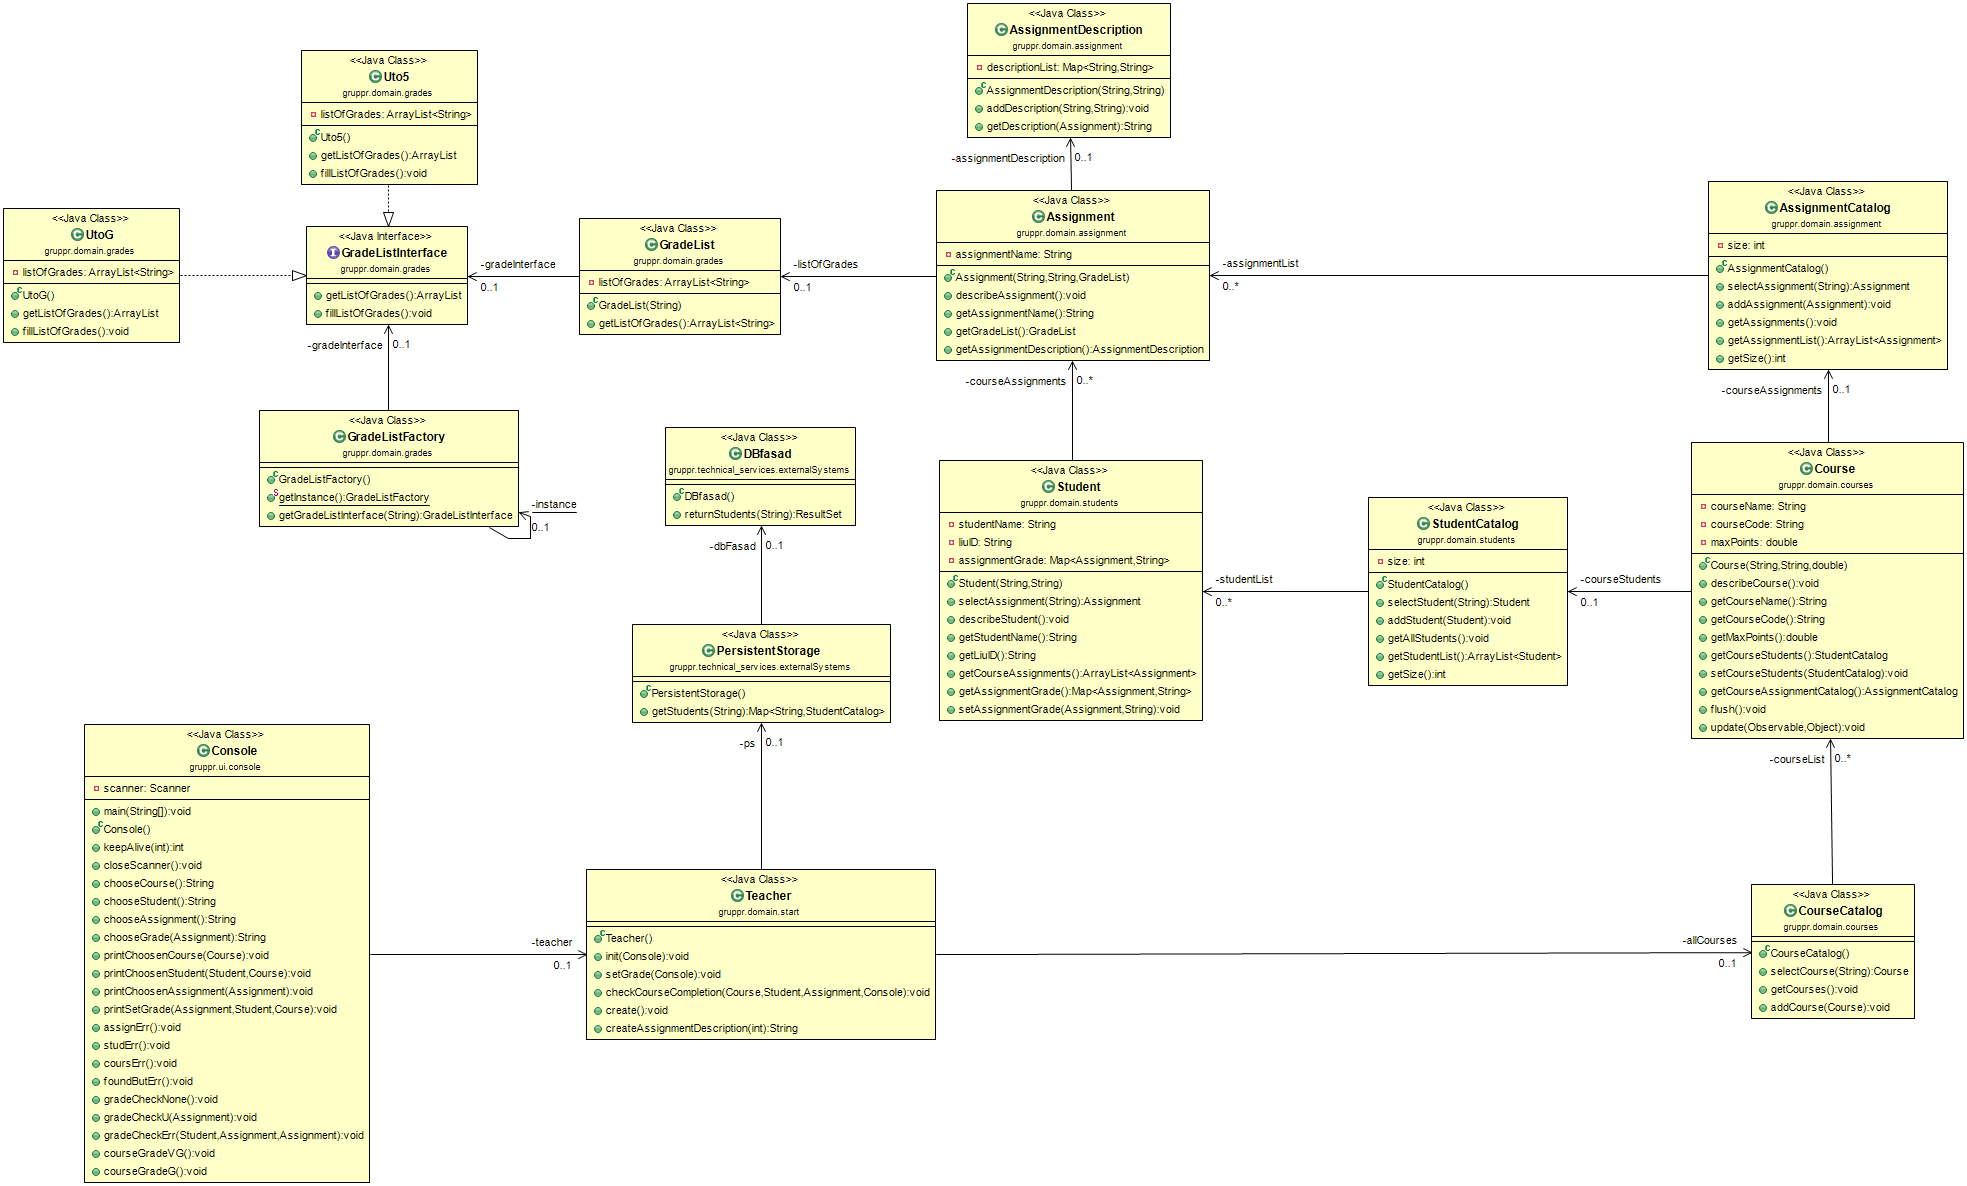 <<Java Class>>
AssignmentDescription
gruppr.domain.assignment
descriptionList: Map<String,String>
AssignmentDescription(String,String)
addDescription(String,String):void
getDescription(Assignment):String
-assignmentDescription
0..1
<<Java Class>>
Uto5
gruppr.domain.grades
listOfGrades: ArrayList<String>
Uto5()
getListOfGrades():ArrayList
fillListOfGrades():void
<<Java Class>>
UtoG
gruppr.domain.grades
listOfGrades: ArrayList<String>
UtoG()
getListOfGrades():ArrayList
fillListOfGrades():void
<<Java Interface>>
GradeListInterface
gruppr.domain.grades
getListOfGrades():ArrayList
fillListOfGrades():void
-gradeInterface
0..1
<<Java Class>>
GradeList
gruppr.domain.grades
listOfGrades: ArrayList<String>
GradeList(String)
getListOfGrades():ArrayList<String>
-listOfGrades
0..1
<<Java Class>>
Assignment
gruppr.domain.assignment
assignmentName: String
Assignment(String,String,GradeList)
describeAssignment():void
getAssignmentName():String
getGradeList():GradeList
getAssignmentDescription():AssignmentDescription
-assignmentList
0..*
<<Java Class>>
AssignmentCatalog
gruppr.domain.assignment
size: int
AssignmentCatalog()
selectAssignment(String):Assignment
addAssignment(Assignment):void
getAssignments():void
getAssignmentList():ArrayList<Assignment>
getSize():int
-gradeInterface
0..1
-courseAssignments
0..*
-courseAssignments
0..1
<<Java Class>>
GradeListFactory
gruppr.domain.grades
GradeListFactory()
getInstance():GradeListFactory
getGradeListInterface(String):GradeListInterface
-instance
0..1
<<Java Class>>
DBfasad
gruppr.technical_services.externalSystems
DBfasad()
returnStudents(String):ResultSet
-dbFasad
0..1
<<Java Class>>
Student
gruppr.domain.students
studentName: String
liuID: String
assignmentGrade: Map<Assignment,String>
Student(String,String)
selectAssignment(String):Assignment
describeStudent():void
getStudentName():String
getLiuID():String
getCourseAssignments():ArrayList<Assignment>
getAssignmentGrade():Map<Assignment,String>
setAssignmentGrade(Assignment,String):void
-studentList
0..*
<<Java Class>>
StudentCatalog
gruppr.domain.students
size: int
StudentCatalog()
selectStudent(String):Student
addStudent(Student):void
getAllStudents():void
getStudentList():ArrayList<Student>
getSize():int
-courseStudents
0..1
<<Java Class>>
Course
gruppr.domain.courses
courseName: String
courseCode: String
maxPoints: double
Course(String,String,double)
describeCourse():void
getCourseName():String
getCourseCode():String
getMaxPoints():double
getCourseStudents():StudentCatalog
setCourseStudents(StudentCatalog):void
getCourseAssignmentCatalog():AssignmentCatalog
flush():void
update(Observable,Object):void
-courseList
0..*
<<Java Class>>
PersistentStorage
gruppr.technical_services.externalSystems
PersistentStorage()
getStudents(String):Map<String,StudentCatalog>
-ps
0..1
<<Java Class>>
Console
gruppr.ui.console
scanner: Scanner
main(String[]):void
Console()
keepAlive(int):int
closeScanner():void
chooseCourse():String
chooseStudent():String
chooseAssignment():String
chooseGrade(Assignment):String
printChoosenCourse(Course):void
printChoosenStudent(Student,Course):void
printChoosenAssignment(Assignment):void
printSetGrade(Assignment,Student,Course):void
assignErr():void
studErr():void
coursErr():void
foundButErr():void
gradeCheckNone():void
gradeCheckU(Assignment):void
gradeCheckErr(Student,Assignment,Assignment):void
courseGradeVG():void
courseGradeG():void
-teacher
0..1
<<Java Class>>
Teacher
gruppr.domain.start
Teacher()
init(Console):void
setGrade(Console):void
checkCourseCompletion(Course,Student,Assignment,Console):void
create():void
createAssignmentDescription(int):String
-allCourses
0..1
<<Java Class>>
CourseCatalog
gruppr.domain.courses
CourseCatalog()
selectCourse(String):Course
getCourses():void
addCourse(Course):void